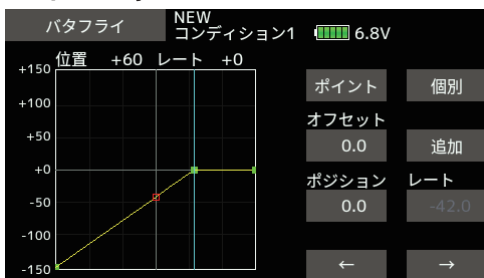 バタフライ
NEW
コンディション1
6.8V
位置 +60 レート +0
+150
+100
+50
+0
-50
-100
-150
ポイント 個別
オフセット
0.0 追加
ポジション レート
0.0 -42.0
← →